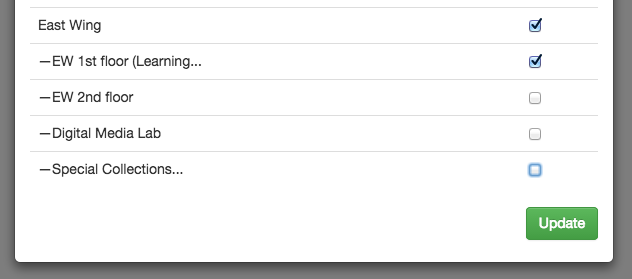 East Wing
—EW 1st floor (Learning...
—EW 2nd floor
—Digital Media Lab
—Special Collections...
Update